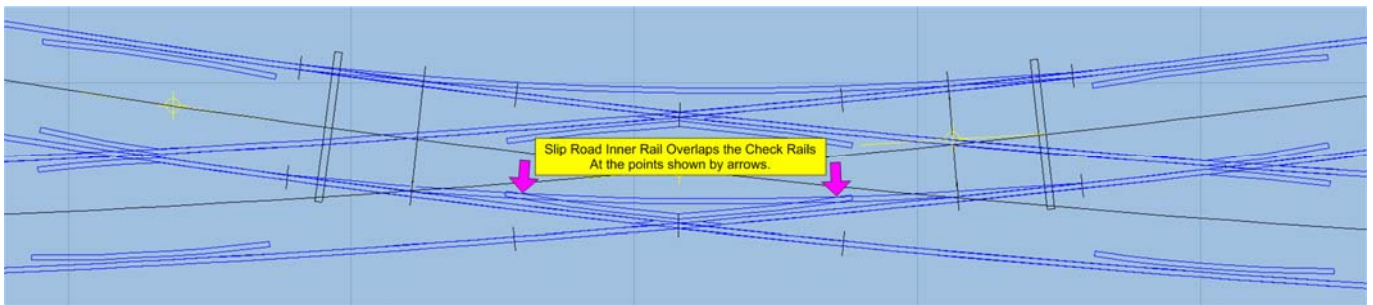 Slip Road Inner Rail Overlaps the Check Rails
At the points shown by arrows.